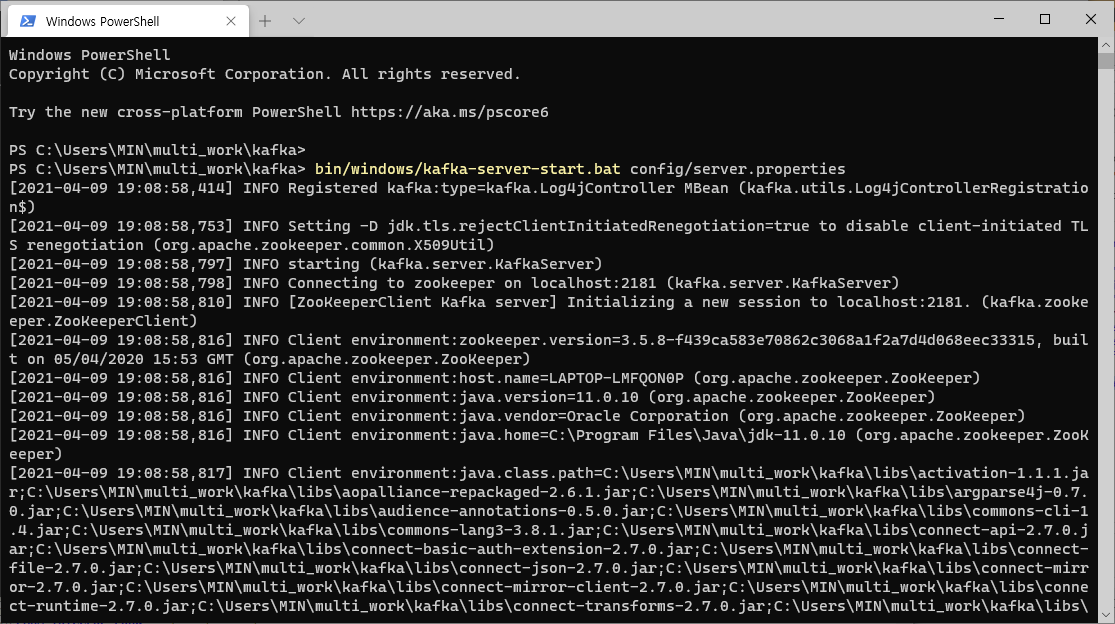 Windows PowerShell
Windows PowerShell
Copyright (C) Microsoft Corporation. All rights reserved.
Try the new cross-platform PowerShell https://aka.ms/pscore6
PS C:\Users\MIN\multi_work\kafka>
PS C:\Users\MIN\multi_work\kafka> bin/windows/kafka-server-start.bat config/server.properties
[2021-04-09 19:08:58,414] INFO Registered kafka:type=kafka.Log4jController MBean (kafka.utils.Log4jControllerRegistratio
n$)
[2021-04-09 19:08:58,753] INFO Setting -D jdk.tls.rejectClientInitiatedRenegotiation=true to disable client-initiated TL
S renegotiation (org.apache.zookeeper.common.X509Util)
[2021-04-09 19:08:58,797] INFO starting (kafka.server.KafkaServer)
[2021-04-09 19:08:58,798] INFO Connecting to zookeeper on localhost:2181 (kafka.server.KafkaServer)
[2021-04-09 19:08:58,810] INFO [ZooKeeperClient Kafka server] Initializing a new session to localhost:2181. (kafka.zooke
eper.ZooKeeperClient)
[2021-04-09 19:08:58,816] INFO Client environment:zookeeper.version=3.5.8-f439ca583e70862c3068a1f2a7d4d068eec33315, buil
t on 05/04/2020 15:53 GMT (org.apache.zookeeper.ZooKeeper)
[2021-04-09 19:08:58,816] INFO Client environment:host.name=LAPTOP-LMFQON0P (org.apache.zookeeper.ZooKeeper)
[2021-04-09 19:08:58,816] INFO Client environment:java.version=11.0.10 (org.apache.zookeeper.ZooKeeper)
[2021-04-09 19:08:58,816] INFO Client environment:java.vendor=Oracle Corporation (org.apache.zookeeper.ZooKeeper)
[2021-04-09 19:08:58,816] INFO Client environment:java.home=C:\Program Files\Java\jdk-11.0.10 (org.apache.zookeeper.ZooK
eeper)
[2021-04-09 19:08:58,817] INFO Client environment:java.class.path=C:\Users\MIN\multi_work\kafka\libs\activation-1.1.1.ja
r;C:\Users\MIN\multi_work\kafka\libs\aopalliance-repackaged-2.6.1.jar;C:\Users\MIN\multi_work\kafka\libs\argparse4j-0.7.
0.jar;C:\Users\MIN\multi_work\kafka\libs\audience-annotations-0.5.0.jar;C:\Users\MIN\multi_work\kafka\libs\commons-cli-1
.4.jar;C:\Users\MIN\multi_work\kafka\libs\commons-lang3-3.8.1.jar;C:\Users\MIN\multi_work\kafka\libs\connect-api-2.7.0.j
ar;C:\Users\MIN\multi_work\kafka\libs\connect-basic-auth-extension-2.7.0.jar;C:\Users\MIN\multi_work\kafka\libs\connect-
file-2.7.0.jar;C:\Users\MIN\multi_work\kafka\libs\connect-json-2.7.0.jar;C:\Users\MIN\multi_work\kafka\libs\connect-mirr
or-2.7.0.jar;C:\Users\MIN\multi_work\kafka\libs\connect-mirror-client-2.7.0.jar;C:\Users\MIN\multi_work\kafka\libs\conne
ct-runtime-2.7.0.jar;C:\Users\MIN\multi_work\kafka\libs\connect-transforms-2.7.0.jar;C:\Users\MIN\multi_work\kafka\libs\